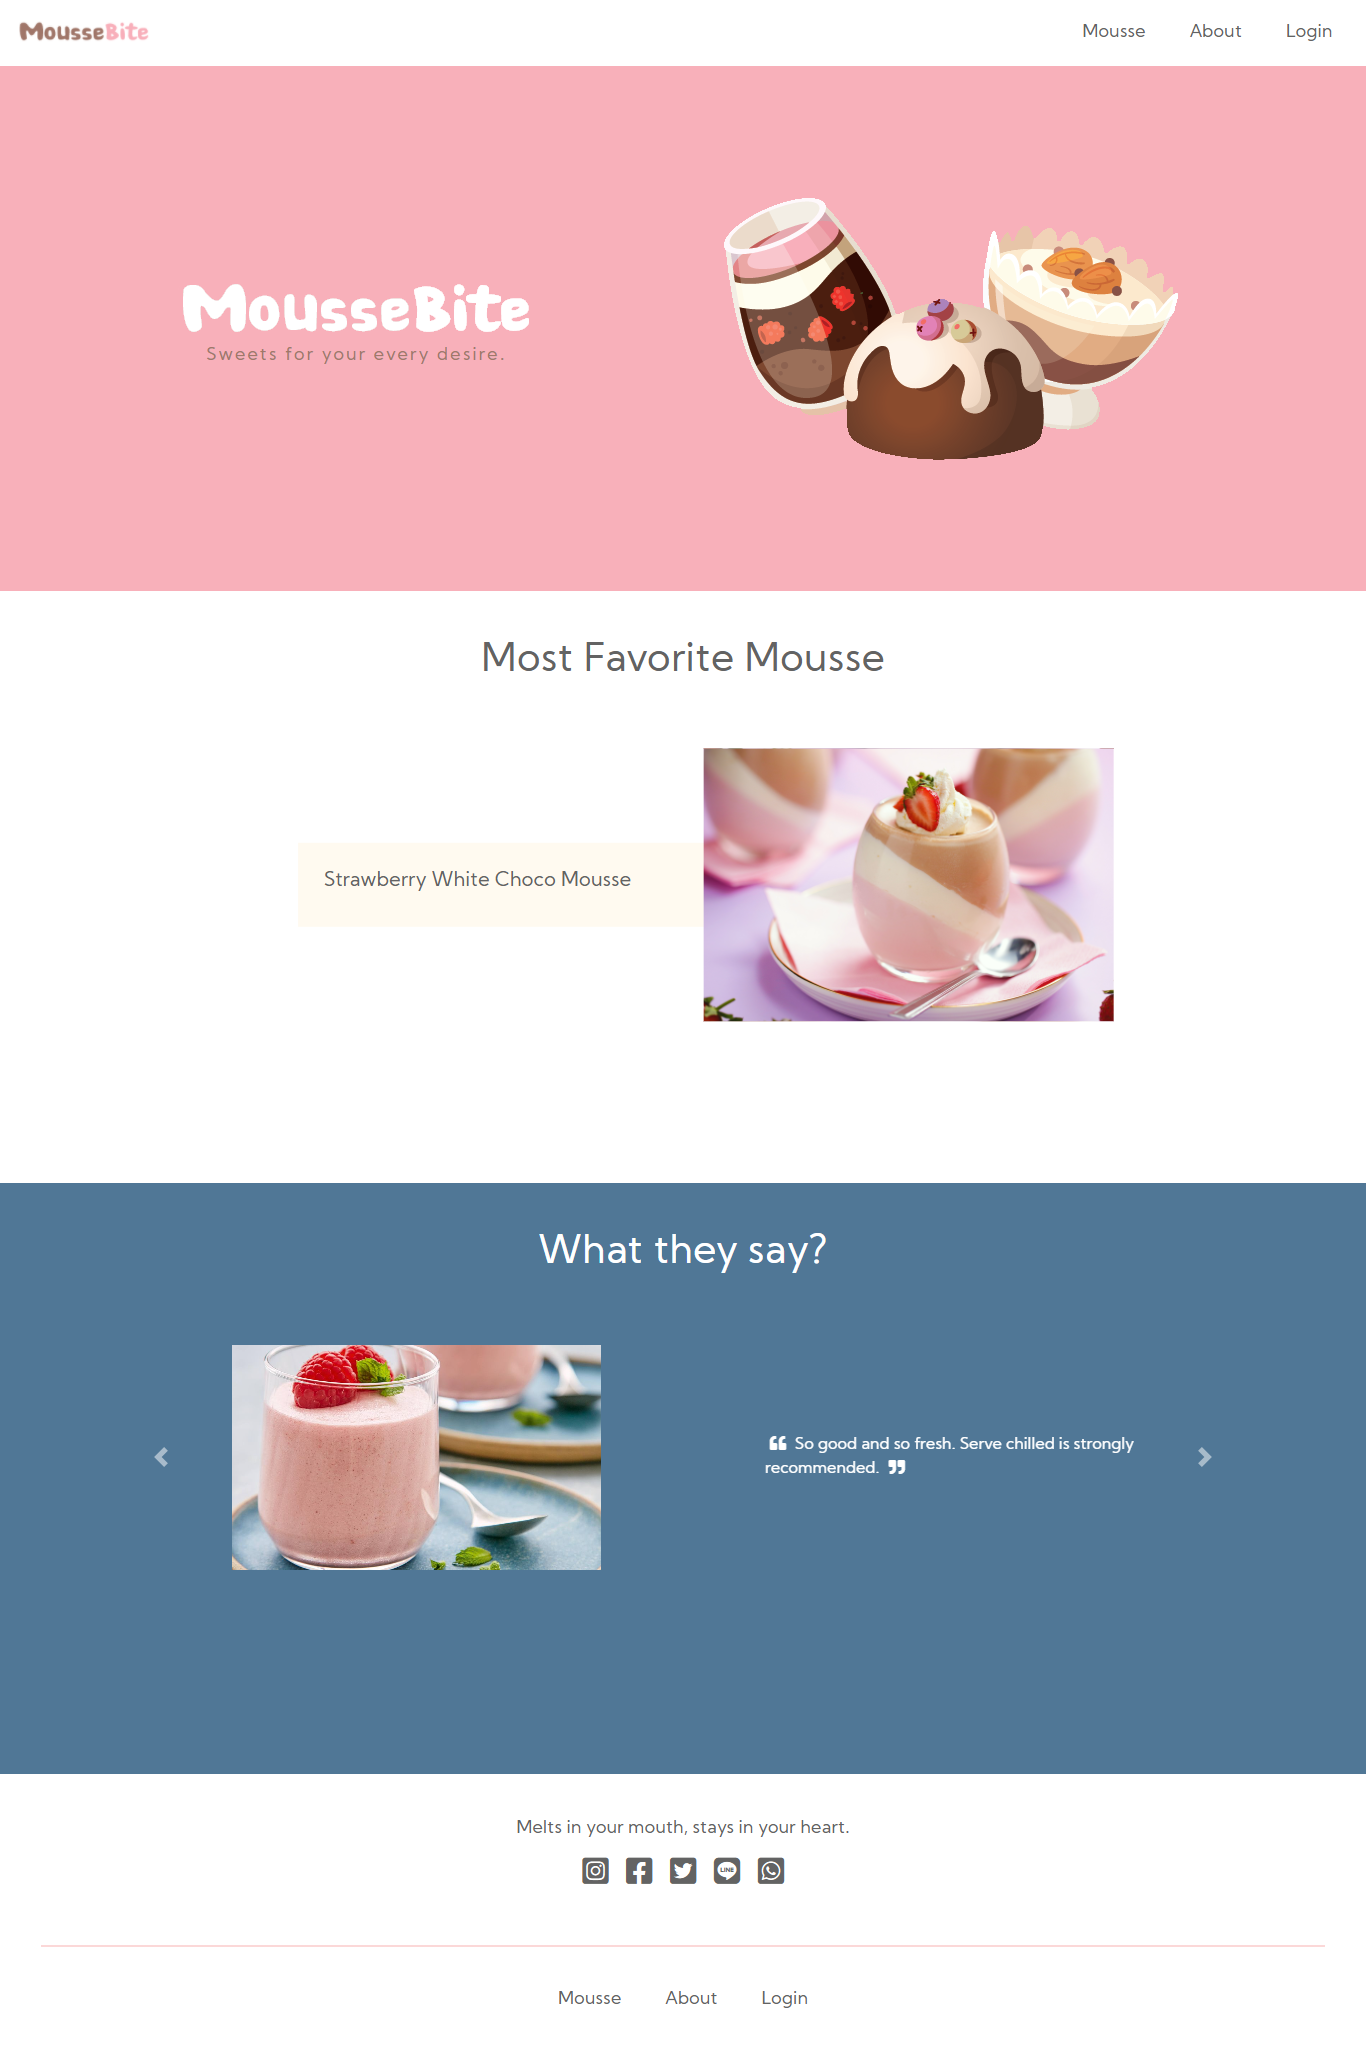 MousseBite
Mousse About Login
MousseBite
Sweets for your every desire.
Most Favorite Mousse
Strawberry White Choco Mousse
What they say?
❝ So good and so fresh. Serve chilled is strongly
recommended. ❞
Melts in your mouth, stays in your heart.
LINE
Mousse About Login